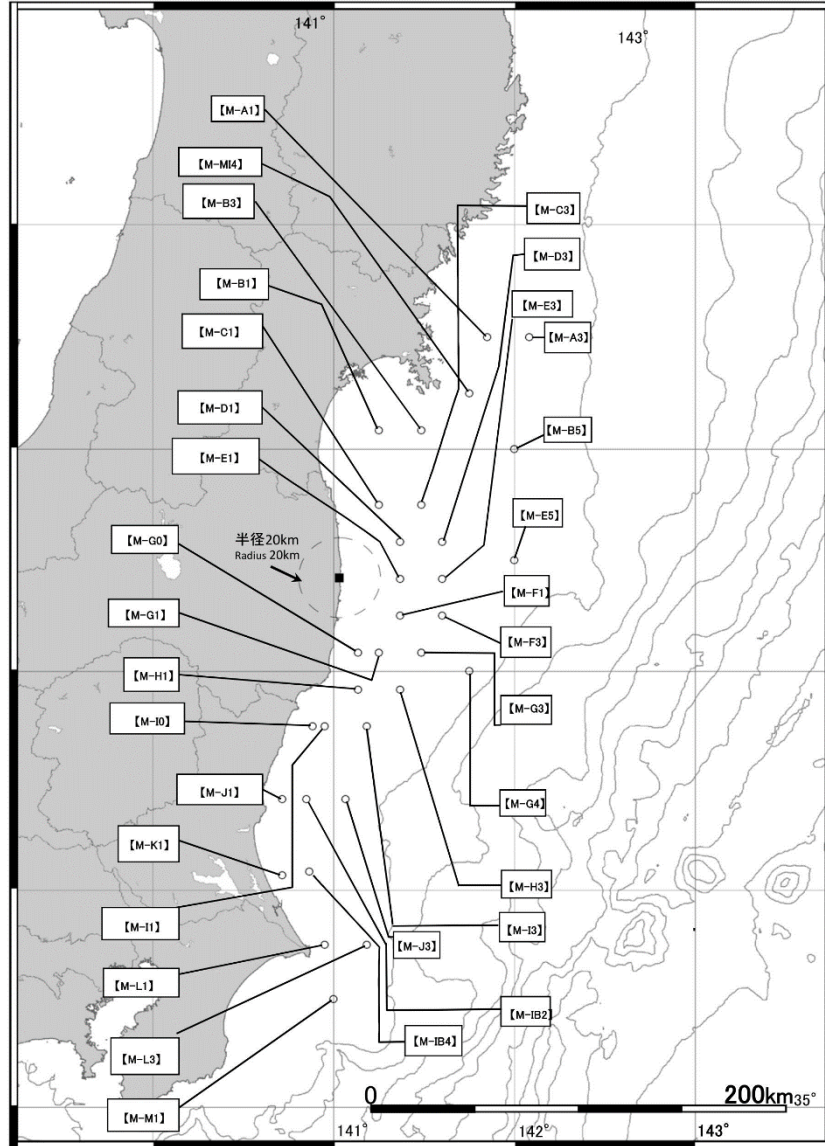 141°
143°
【M-A1】
【M-MI4】
【M-B3】
【M-C3】
【M-D3】
【M-B1】
【M-E3】
【M-C1】
【M-A3】
【M-D1】
【M-B5】
【M-E1】
【M-E5】
【M-G0】
半径20km
Radius 20km
【M-F1】
【M-G1】
【M-F3】
【M-H1】
【M-G3】
【M-I0】
【M-J1】
【M-G4】
【M-K1】
【M-H3】
【M-I1】
【M-I3】
【M-J3】
【M-L1】
【M-IB2】
【M-IB4】
【M-L3】
【M-M1】
0
200km
35°
141°
142°
143°